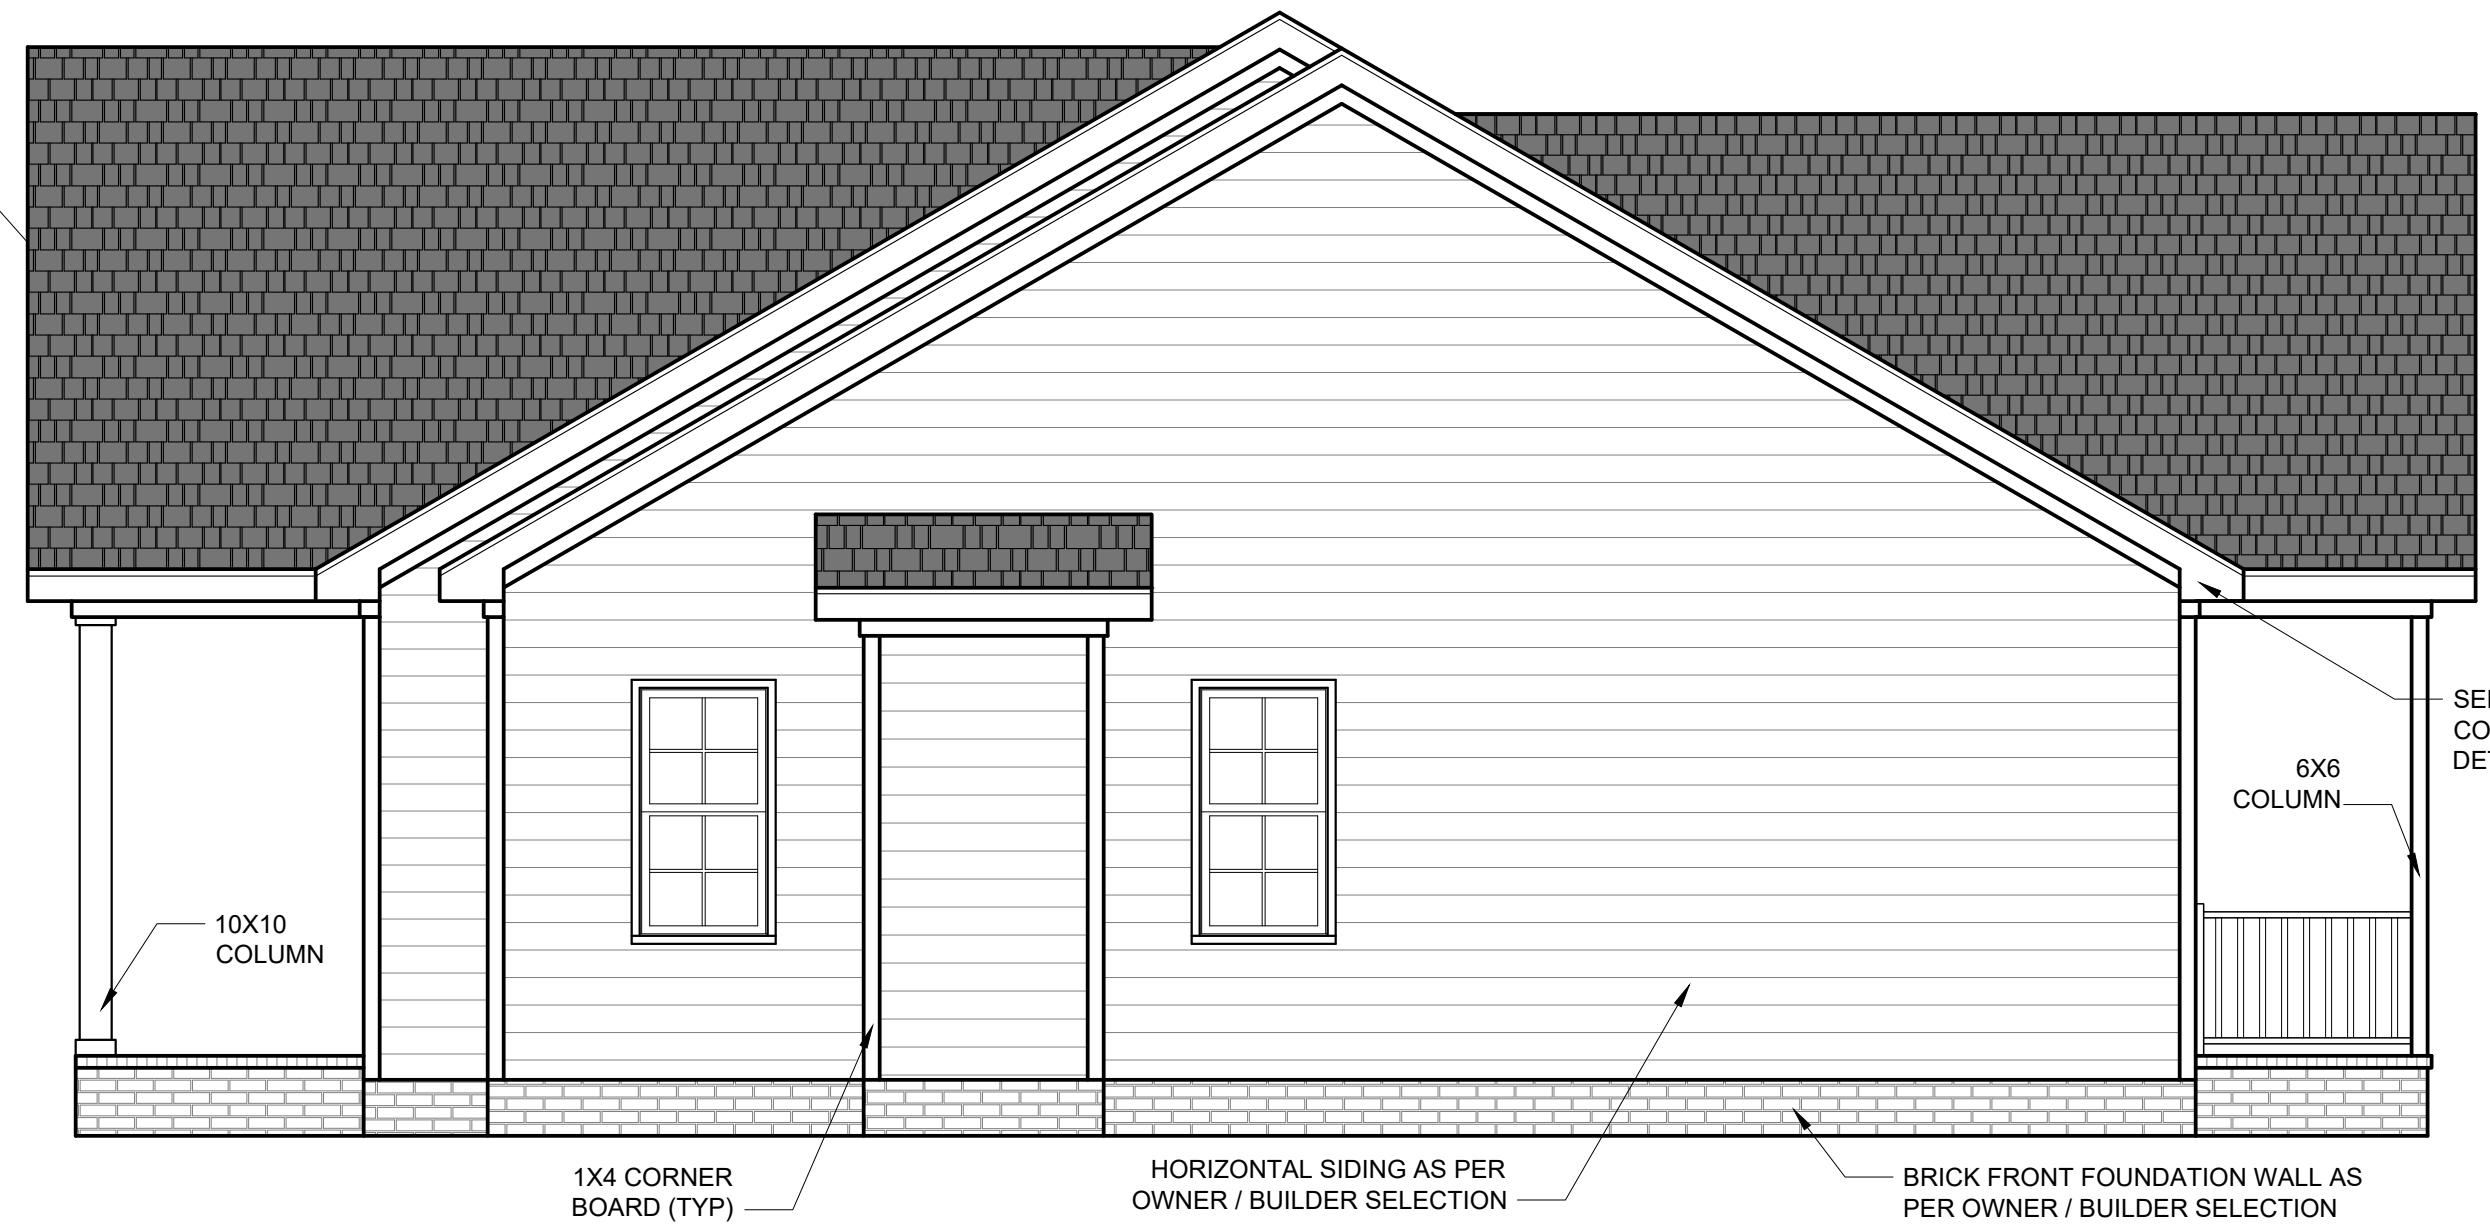 6X6
COLUMN
10X10
COLUMN
1X4 CORNER
BOARD (TYP)
HORIZONTAL SIDING AS PER
OWNER / BUILDER SELECTION
BRICK FRONT FOUNDATION WALL AS
PER OWNER / BUILDER SELECTION